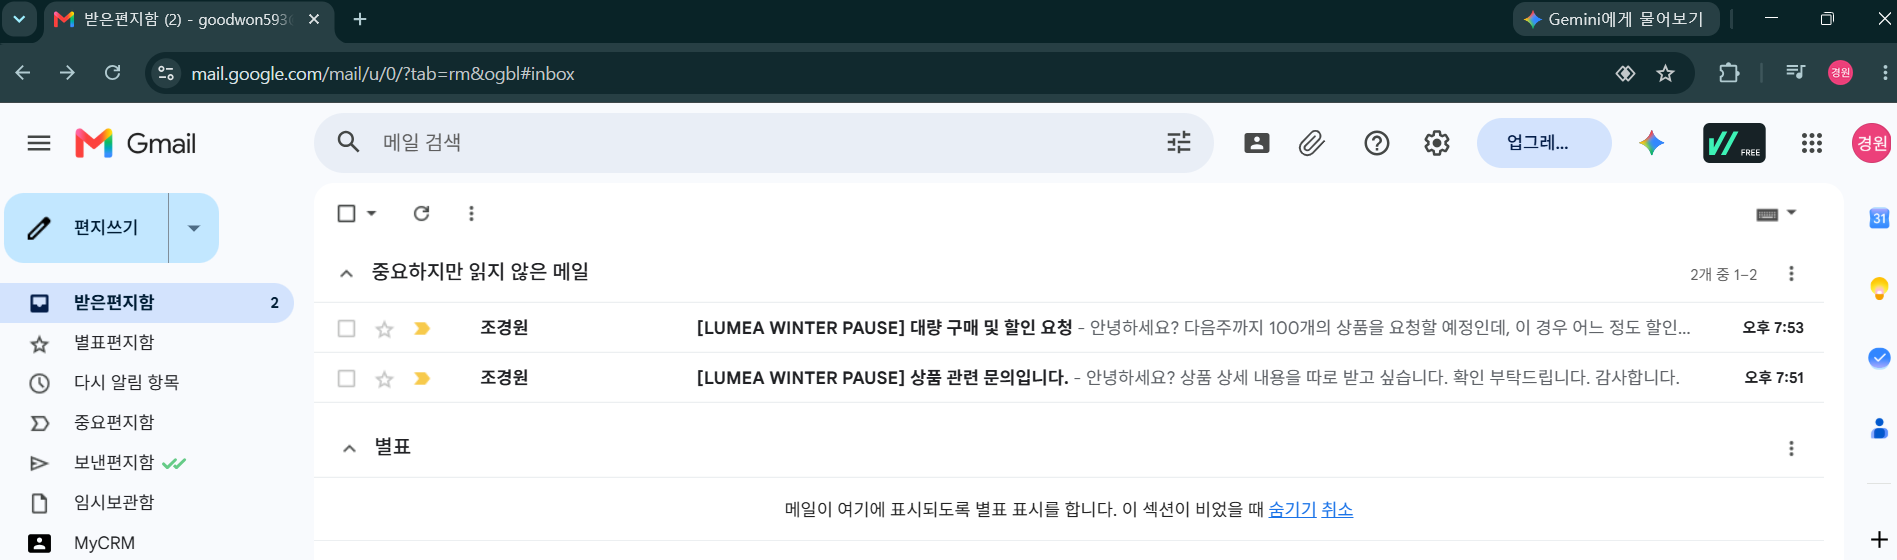 받은편지함 (2) - goodwon593
Gemini에게 물어보기
mail.google.com/mail/u/0/?tab=rm&ogbl#inbox
경원
Gmail
메일 검색
업그레...
FREE
경원
편지쓰기
31
중요하지만 읽지 않은 메일
2개 중 1–2
받은편지함 2
조경원 [LUMEA WINTER PAUSE] 대량 구매 및 할인 요청 - 안녕하세요? 다음주까지 100개의 상품을 요청할 예정인데, 이 경우 어느 정도 할인... 오후 7:53
별표편지함
조경원 [LUMEA WINTER PAUSE] 상품 관련 문의입니다. - 안녕하세요? 상품 상세 내용을 따로 받고 싶습니다. 확인 부탁드립니다. 감사합니다. 오후 7:51
다시 알림 항목
중요편지함
별표
보낸편지함
임시보관함
메일이 여기에 표시되도록 별표 표시를 합니다. 이 섹션이 비었을 때 숨기기 취소
MyCRM